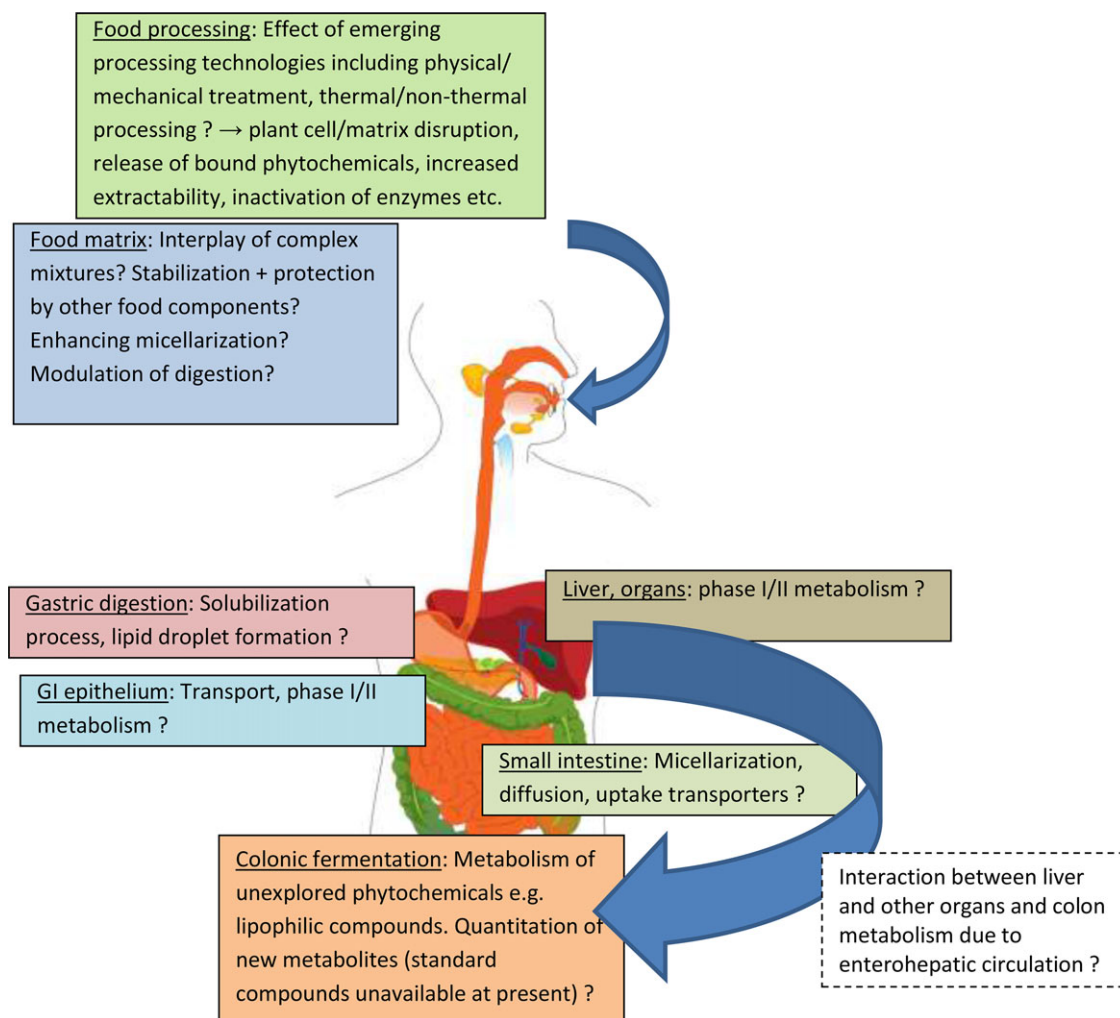 Food processing: Effect of emerging
processing technologies including physical/
mechanical treatment, thermal/non-thermal
processing ? → plant cell/matrix disruption,
release of bound phytochemicals, increased
extractability, inactivation of enzymes etc.
Food matrix: Interplay of complex
mixtures? Stabilization + protection
by other food components?
Enhancing micellarization?
Modulation of digestion?
Gastric digestion: Solubilization
process, lipid droplet formation ?
Liver, organs: phase I/II metabolism ?
GI epithelium: Transport, phase I/II
metabolism ?
Small intestine: Micellarization,
diffusion, uptake transporters ?
Colonic fermentation: Metabolism of
unexplored phytochemicals e.g.
lipophilic compounds. Quantitation of
new metabolites (standard
compounds unavailable at present) ?
Interaction between liver
and other organs and colon
metabolism due to
enterohepatic circulation ?